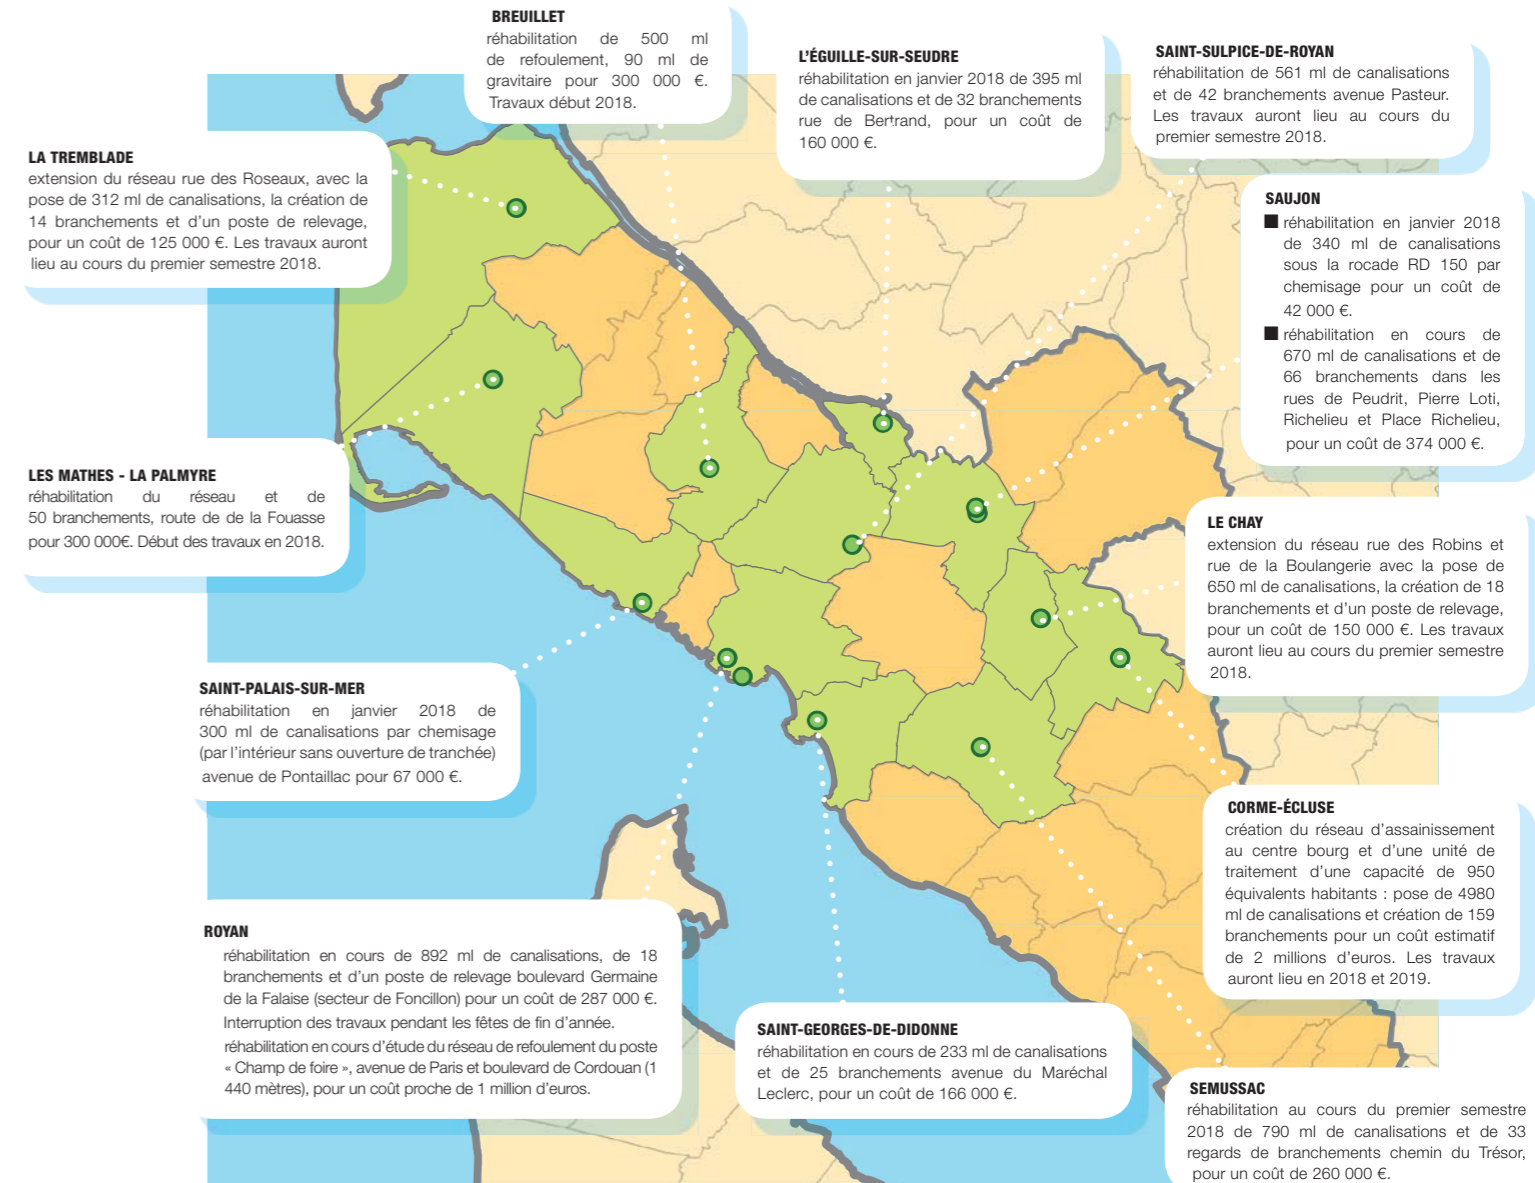 BREUILLET
réhabilitation de 500 ml
de refoulement, 90 ml de
gravitaire pour 300 000 €.
Travaux début 2018.
L'ÉGUILLE-SUR-SEUDRE
réhabilitation en janvier 2018 de 395 ml
de canalisations et de 32 branchements
rue de Bertrand, pour un coût de
160 000 €.
SAINT-SULPICE-DE-ROYAN
réhabilitation de 561 ml de canalisations
et de 42 branchements avenue Pasteur.
Les travaux auront lieu au cours du
premier semestre 2018.
LA TREMBLADE
extension du réseau rue des Roseaux, avec la
pose de 312 ml de canalisations, la création de
14 branchements et d'un poste de relevage,
pour un coût de 125 000 €. Les travaux auront
lieu au cours du premier semestre 2018.
SAUJON
■ réhabilitation en janvier 2018
de 340 ml de canalisations
sous la rocade RD 150 par
chemisage pour un coût de
42 000 €.
■ réhabilitation en cours de
670 ml de canalisations et de
66 branchements dans les
rues de Peudrit, Pierre Loti,
Richelieu et Place Richelieu,
pour un coût de 374 000 €.
LES MATHES - LA PALMYRE
réhabilitation du réseau et de
50 branchements, route de de la Fouasse
pour 300 000€. Début des travaux en 2018.
LE CHAY
extension du réseau rue des Robins et
rue de la Boulangerie avec la pose de
650 ml de canalisations, la création de 18
branchements et d'un poste de relevage,
pour un coût de 150 000 €. Les travaux
auront lieu au cours du premier semestre
2018.
SAINT-PALAIS-SUR-MER
réhabilitation en janvier 2018 de
300 ml de canalisations par chemisage
(par l'intérieur sans ouverture de tranchée)
avenue de Pontaillac pour 67 000 €.
CORME-ÉCLUSE
création du réseau d'assainissement
au centre bourg et d'une unité de
traitement d'une capacité de 950
équivalents habitants : pose de 4980
ml de canalisations et création de 159
branchements pour un coût estimatif
de 2 millions d'euros. Les travaux
auront lieu en 2018 et 2019.
ROYAN
réhabilitation en cours de 892 ml de canalisations, de 18
branchements et d'un poste de relevage boulevard Germaine
de la Falaise (secteur de Foncillon) pour un coût de 287 000 €.
Interruption des travaux pendant les fêtes de fin d'année.
réhabilitation en cours d'étude du réseau de refoulement du poste
« Champ de foire », avenue de Paris et boulevard de Cordouan (1
440 mètres), pour un coût proche de 1 million d'euros.
SAINT-GEORGES-DE-DIDONNE
réhabilitation en cours de 233 ml de canalisations
et de 25 branchements avenue du Maréchal
Leclerc, pour un coût de 166 000 €.
SEMUSSAC
réhabilitation au cours du premier semestre
2018 de 790 ml de canalisations et de 33
regards de branchements chemin du Trésor,
pour un coût de 260 000 €.